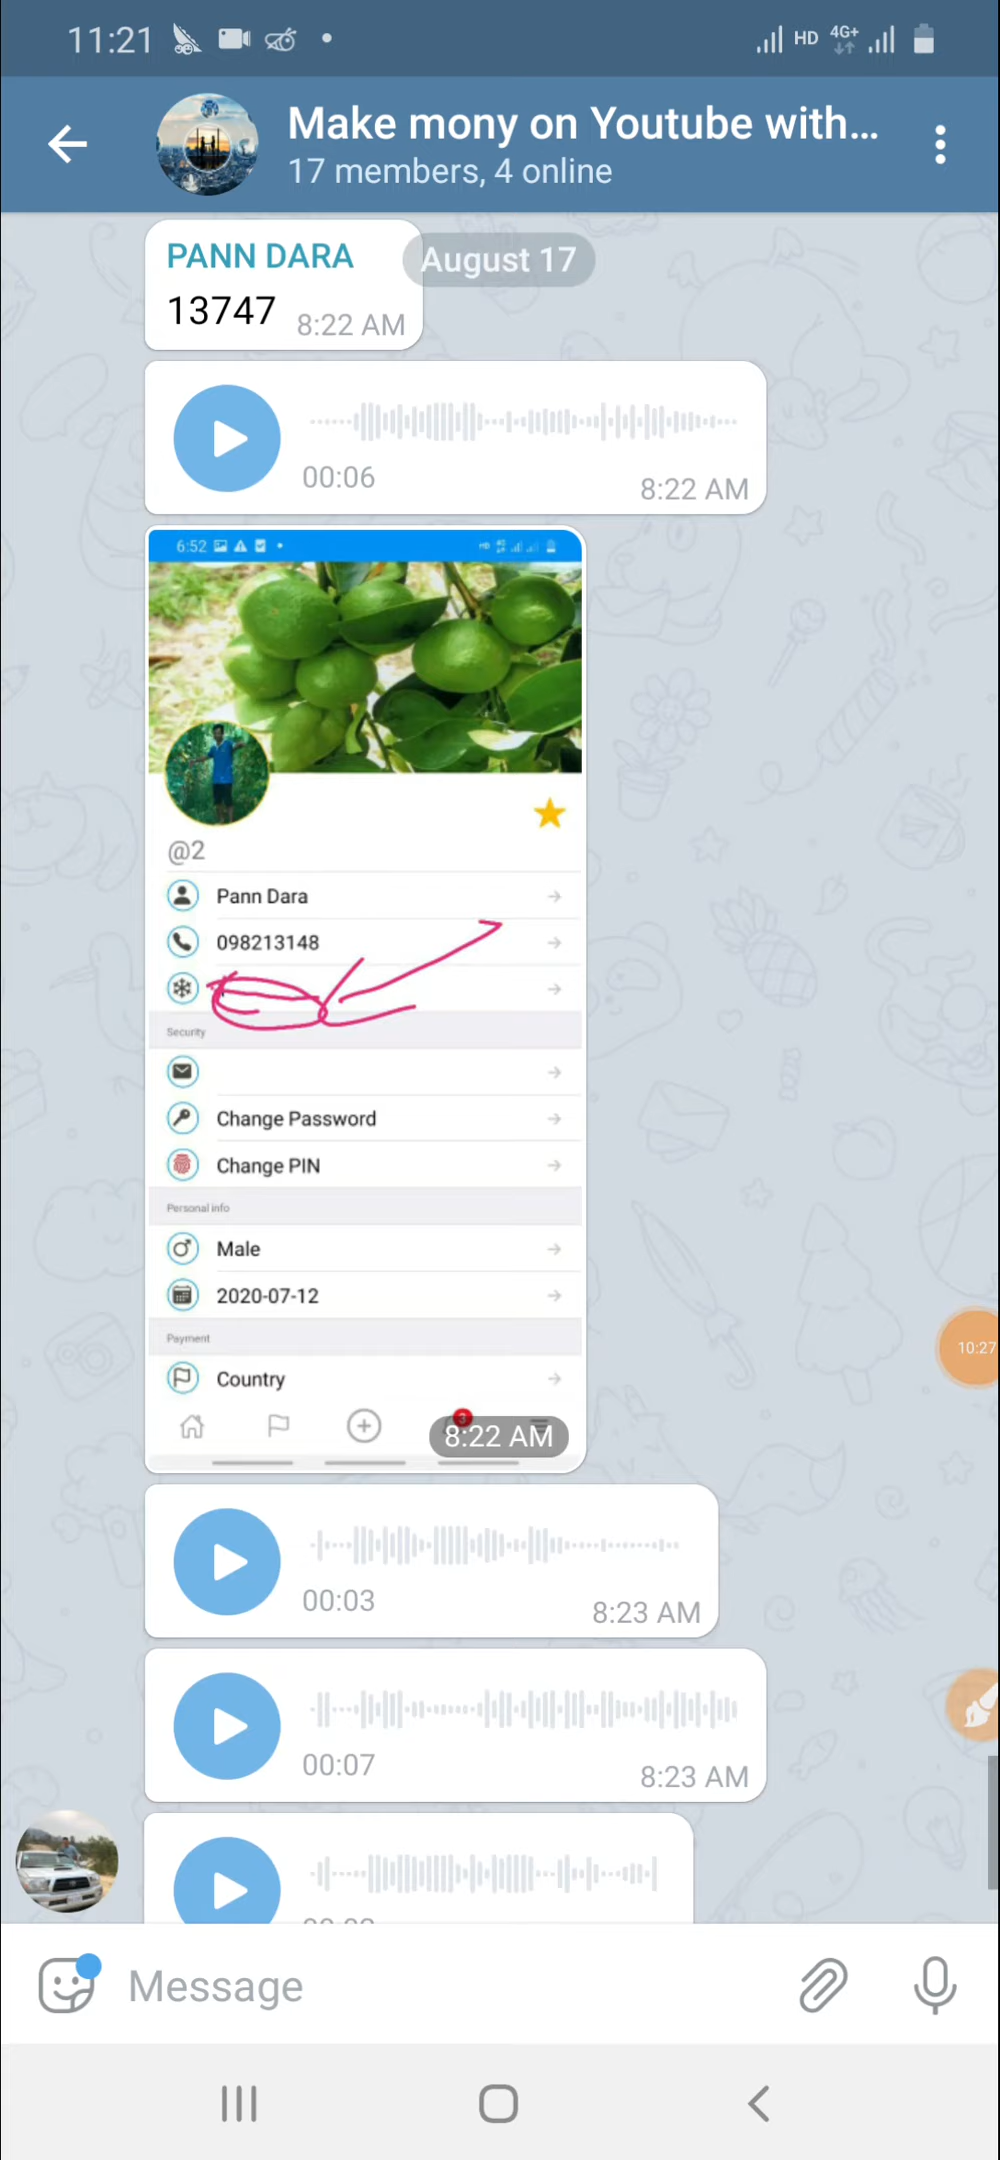 11:21 HD 4G+
Make mony on Youtube with...
17 members, 4 online
August 17
PANN DARA
13747 8:22 AM
00:06 8:22 AM
6:52
@2
Pann Dara
098213148
Security
Change Password
Change PIN
Personal info
Male
2020-07-12
Payment
Country
3
8:22 AM
10:27
00:03 8:23 AM
00:07 8:23 AM
Message